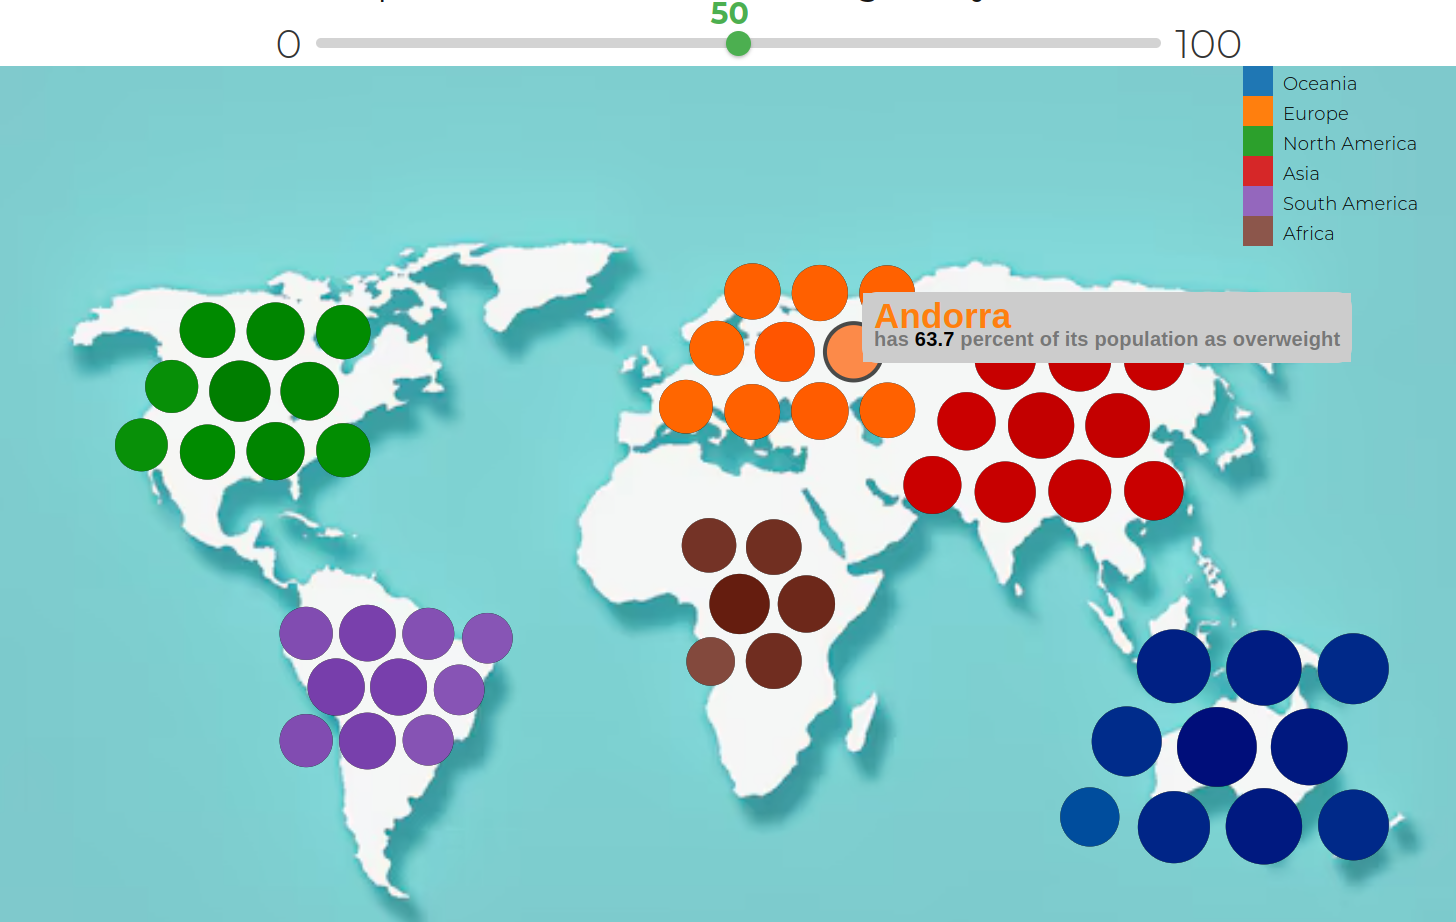 50
0
100
Oceania
Europe
North America
Asia
South America
Africa
Andorra
has 63.7 percent of its population as overweight